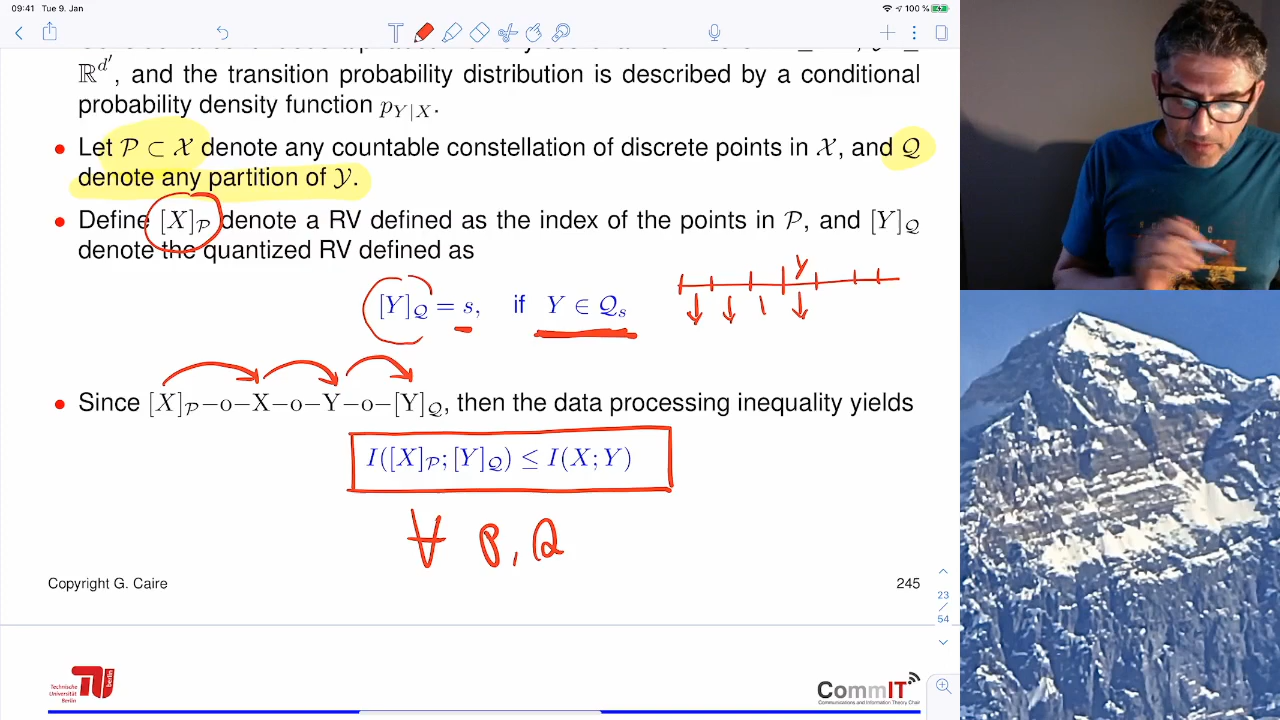 09:41 Tue 9. Jan
100 %
ℝ^{d′}, and the transition probability distribution is described by a conditional
probability density function p_{Y|X}.
• Let 𝒫 ⊂ 𝒳 denote any countable constellation of discrete points in 𝒳, and 𝒬
denote any partition of 𝒴.
• Define [X]_𝒫 denote a RV defined as the index of the points in 𝒫, and [Y]_𝒬
denote the quantized RV defined as
Y
[Y]_𝒬 = s, if Y ∈ 𝒬_s
• Since [X]_𝒫−o−X−o−Y−o−[Y]_𝒬, then the data processing inequality yields
I([X]_𝒫; [Y]_𝒬) ≤ I(X; Y)
∀ P, Q
Copyright G. Caire
245
23
/
54
Technische
Universität
Berlin
berlin
CommIT
Communications and Information Theory Chair